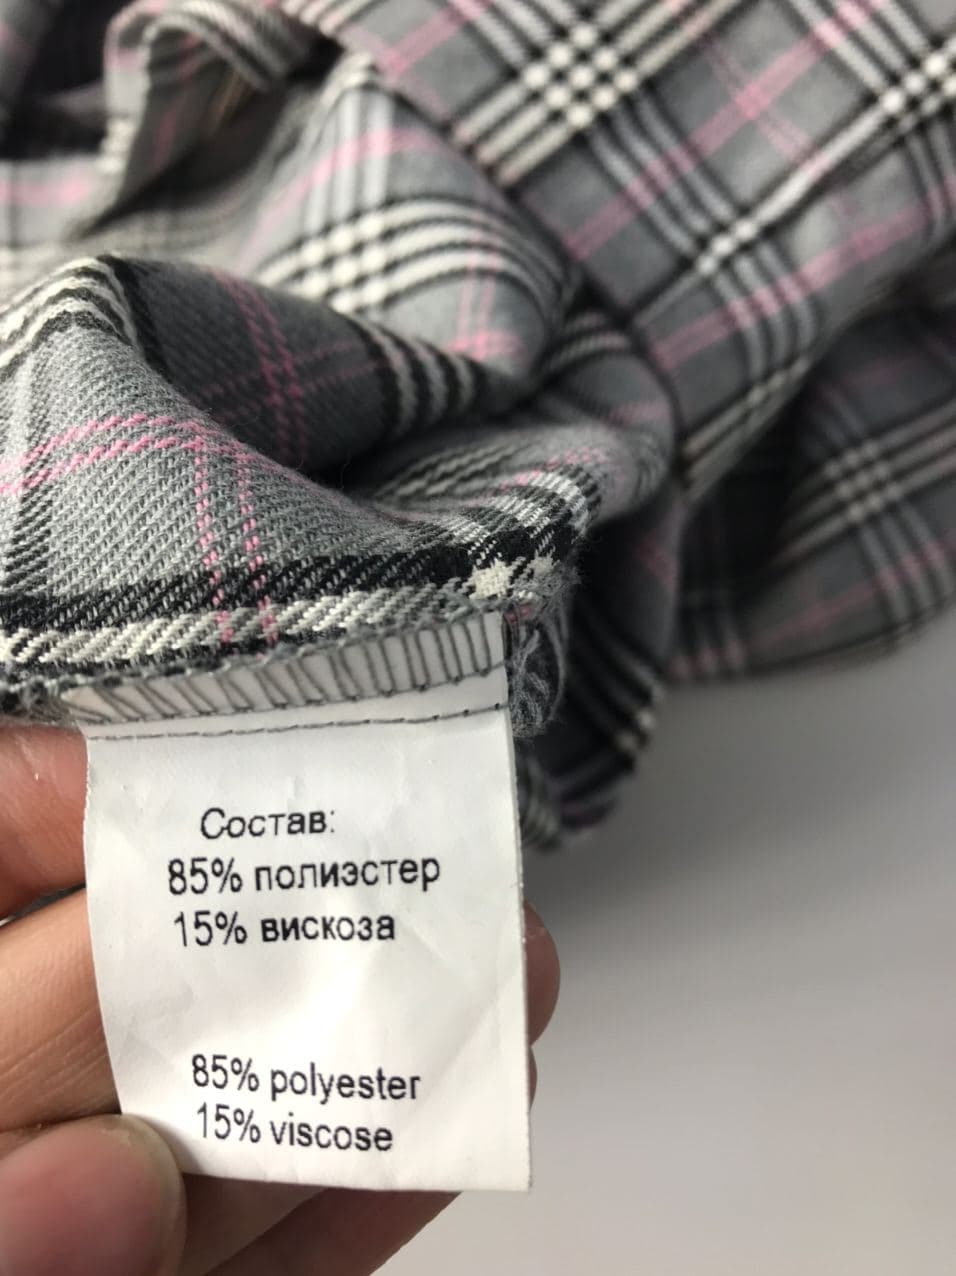 Состав:
85% полиэстер
15% вискоза
85% polyester
15% viscose